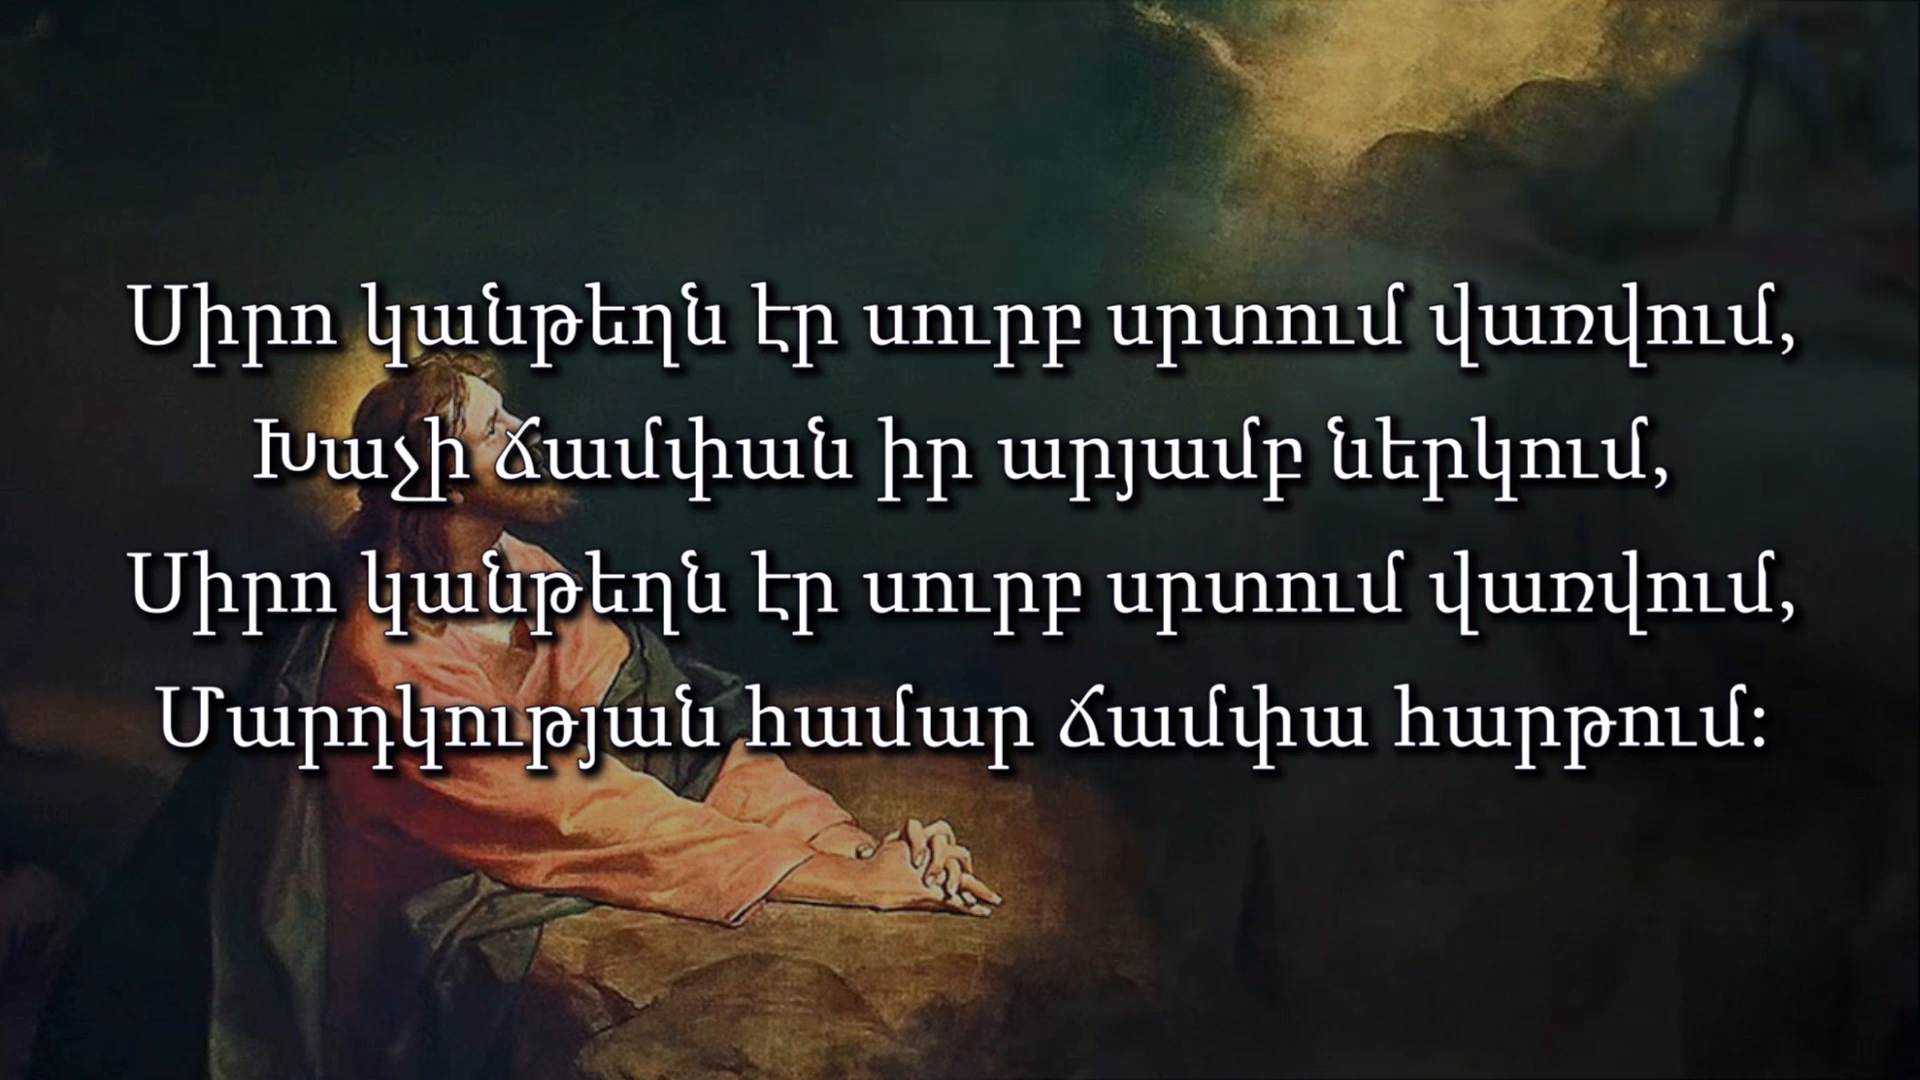 Սիրո կանթեղն էր սուրբ սրտում վառվում,
Խաչի ճամփան իր արյամբ ներկում,
Սիրո կանթեղն էր սուրբ սրտում վառվում,
Մարդկության համար ճամփա հարթում: